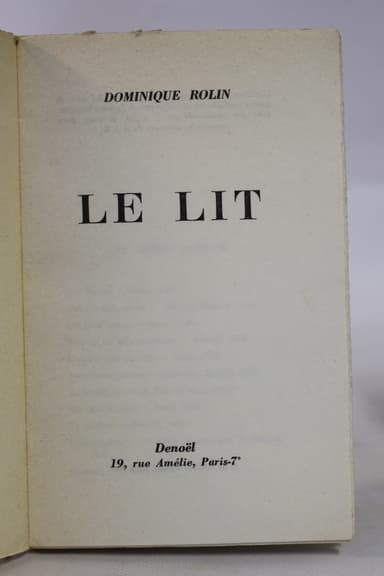 DOMINIQUE ROLIN
LE LIT
Denoël
19, rue Amélie, Paris-7e